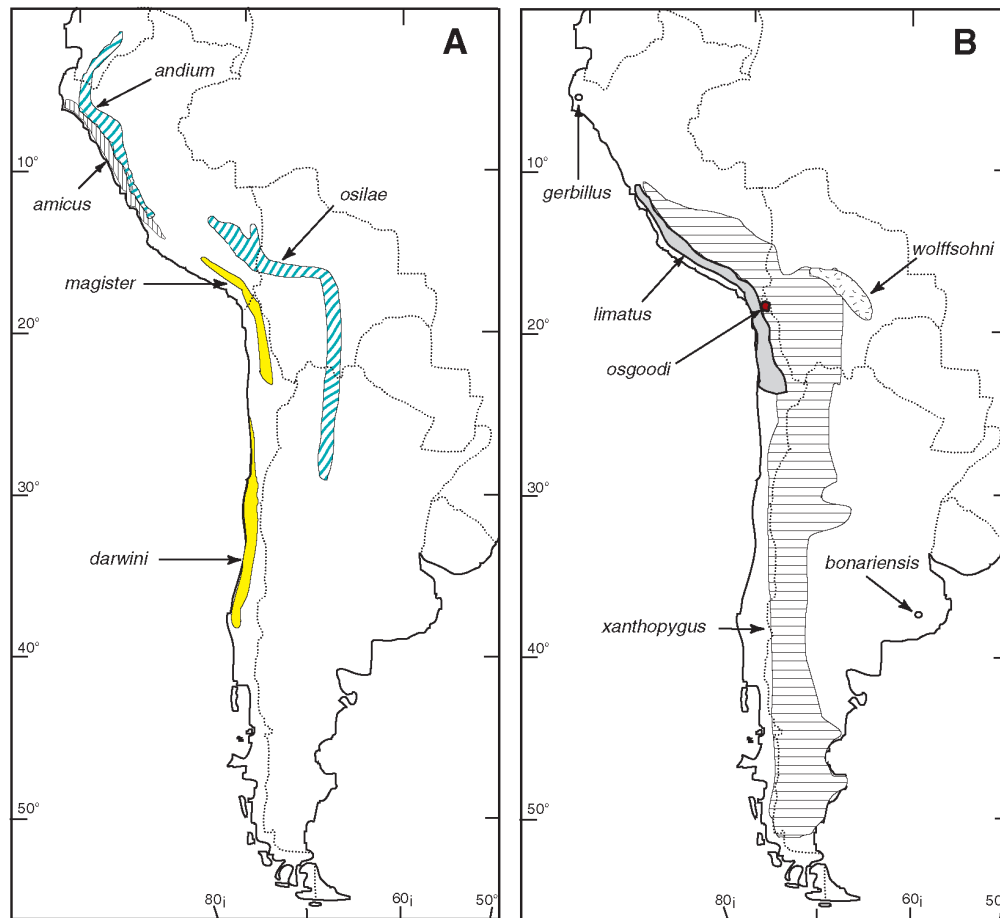 A
andium
10°
amicus
osilae
magister
20°
30°
darwini
40°
50°
80¡
60¡
50°
B
10°
gerbillus
wolffsohni
limatus
20°
osgoodi
30°
bonariensis
xanthopygus
40°
50°
80¡
60¡
50